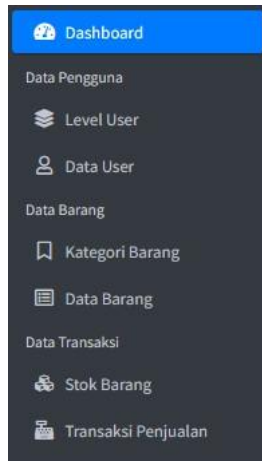 Dashboard
Data Pengguna
Level User
Data User
Data Barang
Kategori Barang
Data Barang
Data Transaksi
Stok Barang
Transaksi Penjualan